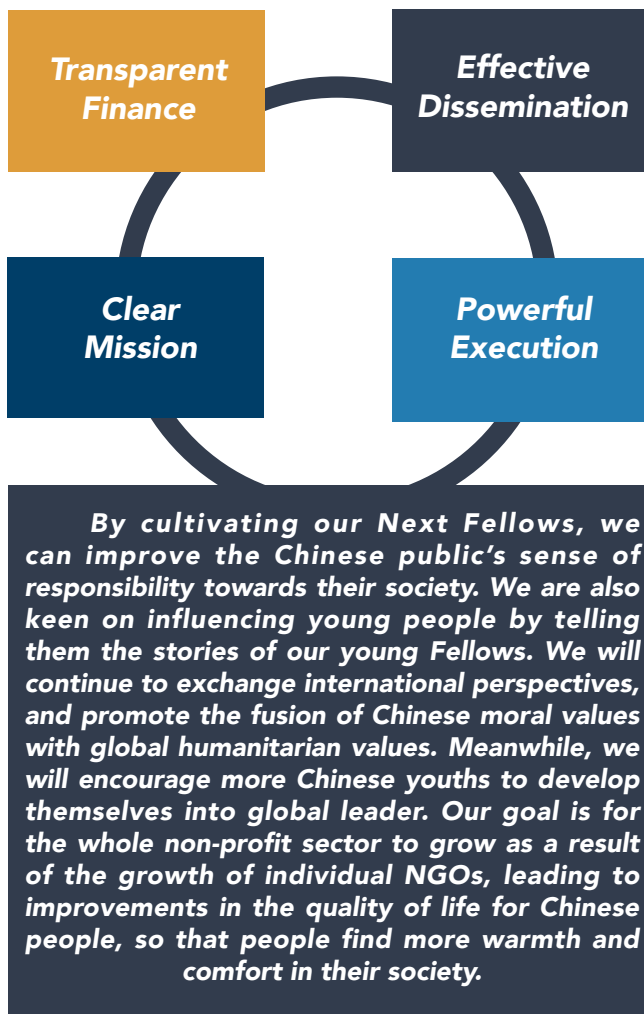 Transparent
Finance
Effective
Dissemination
Clear
Mission
Powerful
Execution
By cultivating our Next Fellows, we
can improve the Chinese public's sense of
responsibility towards their society. We are also
keen on influencing young people by telling
them the stories of our young Fellows. We will
continue to exchange international perspectives,
and promote the fusion of Chinese moral values
with global humanitarian values. Meanwhile, we
will encourage more Chinese youths to develop
themselves into global leader. Our goal is for
the whole non-profit sector to grow as a result
of the growth of individual NGOs, leading to
improvements in the quality of life for Chinese
people, so that people find more warmth and
comfort in their society.